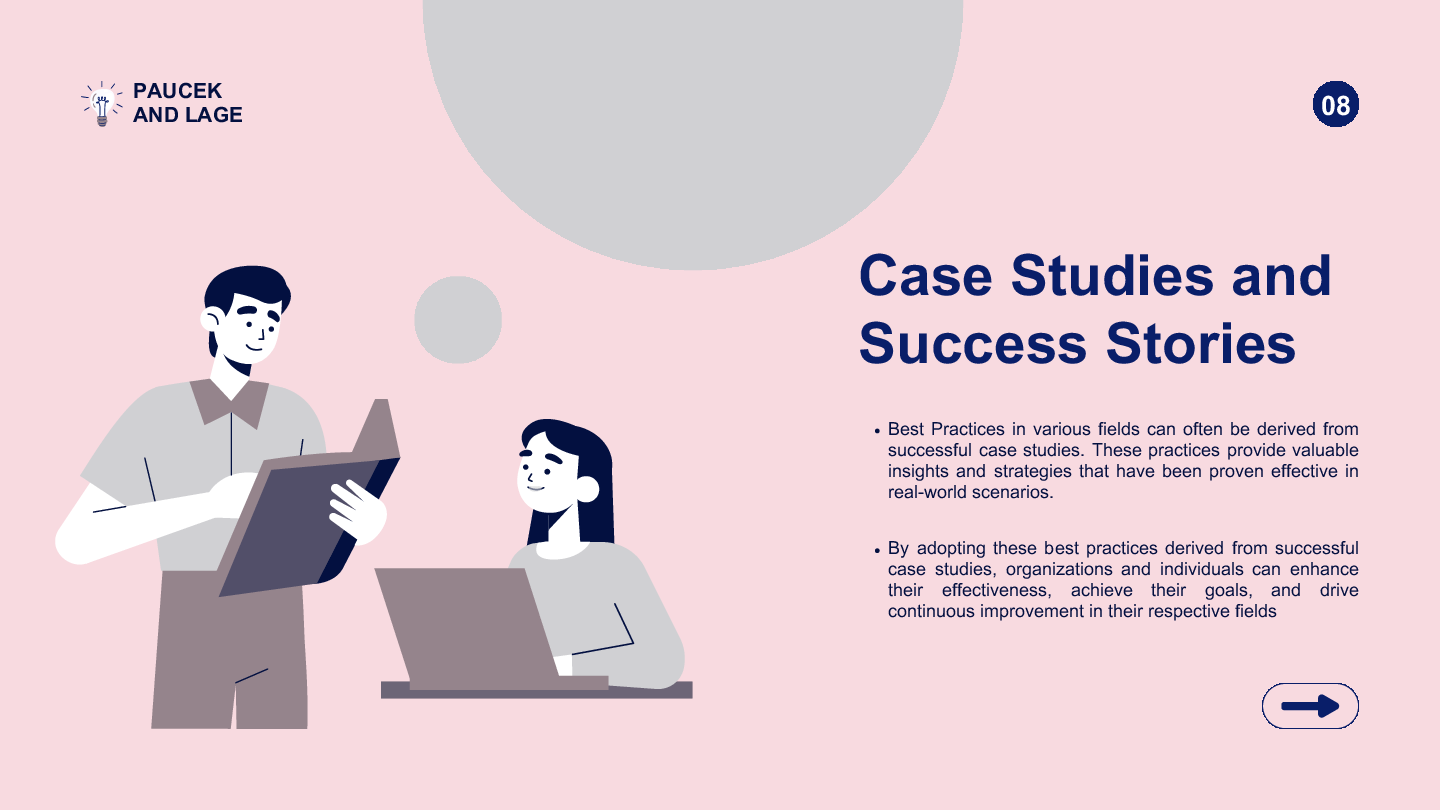 PAUCEK
AND LAGE
08
Case Studies and
Success Stories
• Best Practices in various fields can often be derived from
successful case studies. These practices provide valuable
insights and strategies that have been proven effective in
real-world scenarios.
• By adopting these best practices derived from successful
case studies, organizations and individuals can enhance
their effectiveness, achieve their goals, and drive
continuous improvement in their respective fields